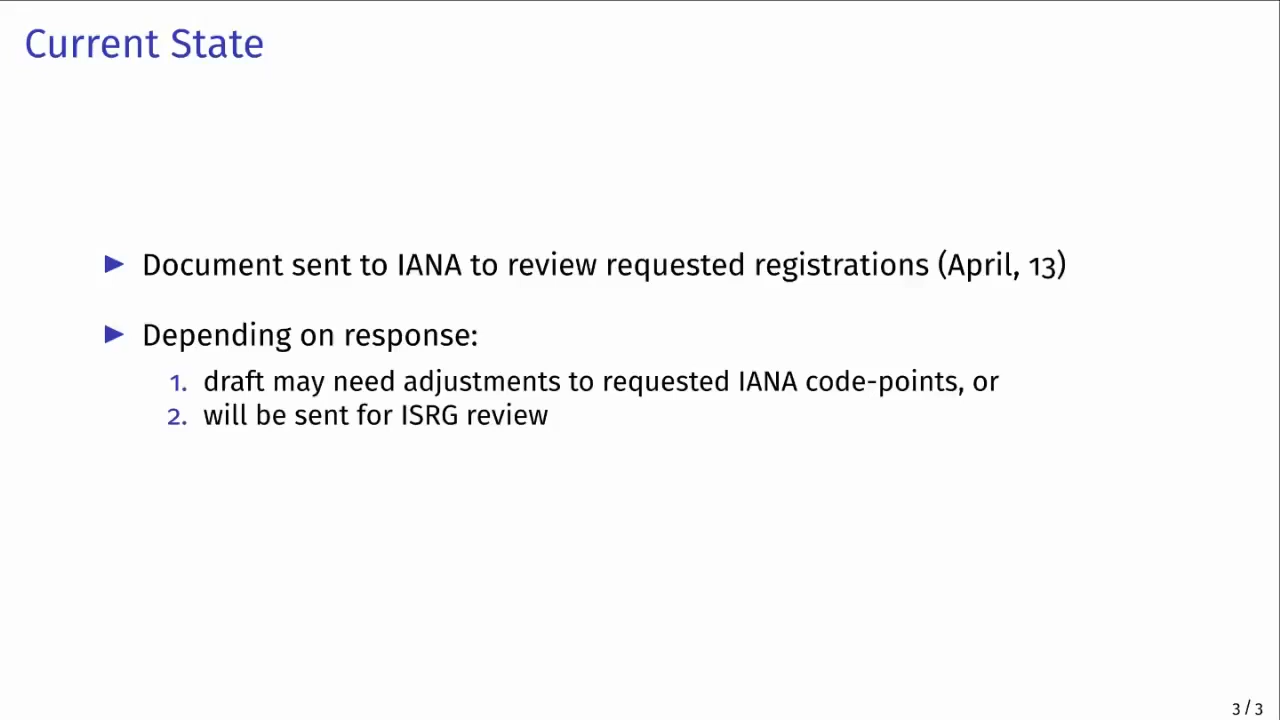 Current State
Document sent to IANA to review requested registrations (April, 13)
Depending on response:
1. draft may need adjustments to requested IANA code-points, or
2. will be sent for ISRG review
3 / 3